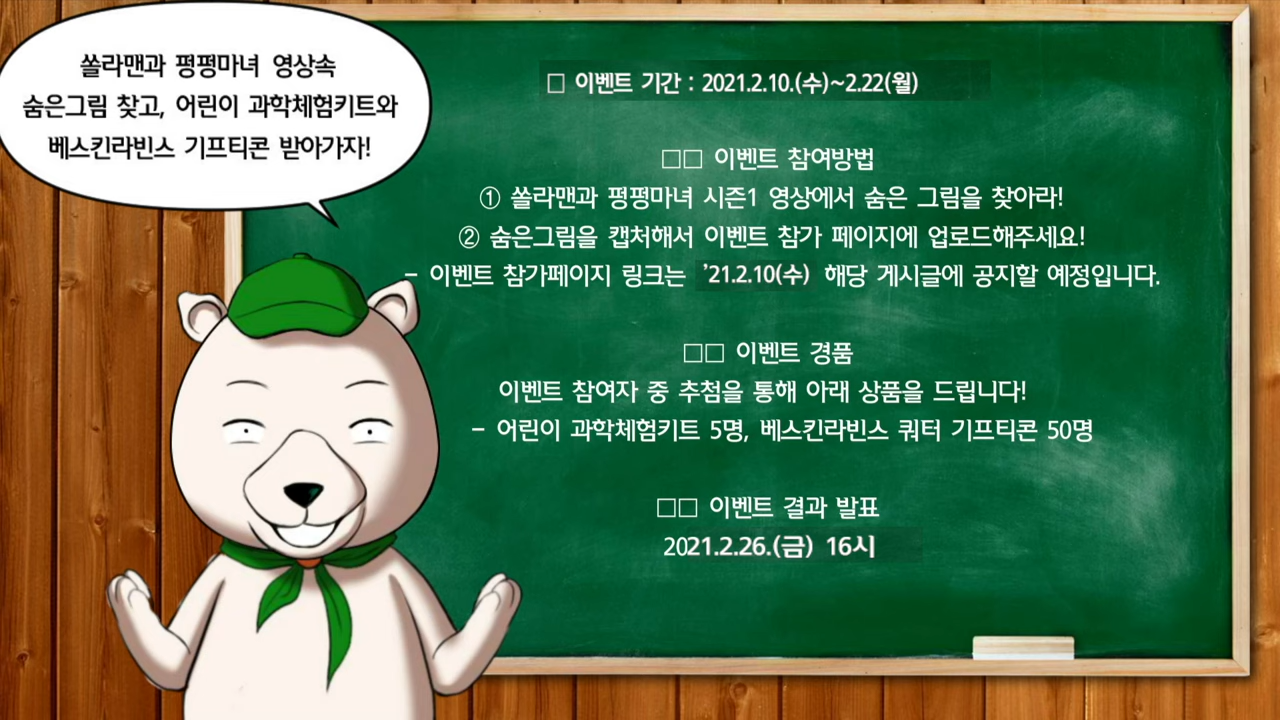 쏠라맨과 펑펑마녀 영상속
숨은그림 찾고, 어린이 과학체험키트와
베스킨라빈스 기프티콘 받아가자!
□ 이벤트 기간 : 2021.2.10.(수)~2.22(월)
□□ 이벤트 참여방법
① 쏠라맨과 펑펑마녀 시즌1 영상에서 숨은 그림을 찾아라!
② 숨은그림을 캡처해서 이벤트 참가 페이지에 업로드해주세요!
- 이벤트 참가페이지 링크는 ’21.2.10(수) 해당 게시글에 공지할 예정입니다.
□□ 이벤트 경품
이벤트 참여자 중 추첨을 통해 아래 상품을 드립니다!
- 어린이 과학체험키트 5명, 베스킨라빈스 쿼터 기프티콘 50명
□□ 이벤트 결과 발표
2021.2.26.(금) 16시